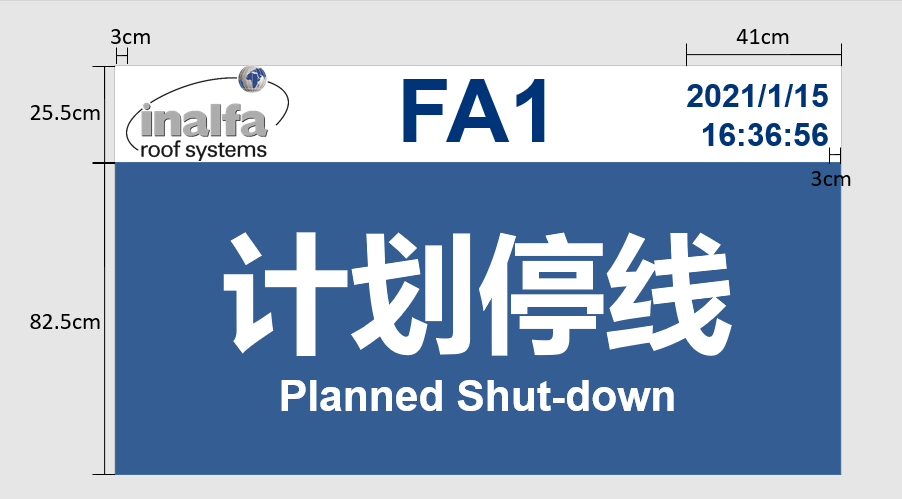 3cm
41cm
25.5cm
inalfa
roof systems
FA1
2021/1/15
16:36:56
3cm
82.5cm
计划停线
Planned Shut-down